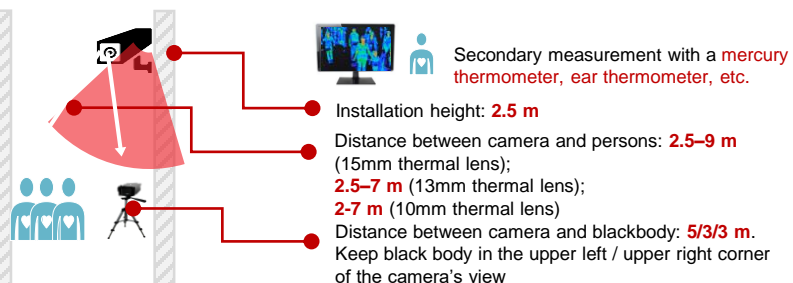 Secondary measurement with a mercury
thermometer, ear thermometer, etc.
Installation height: 2.5 m
Distance between camera and persons: 2.5–9 m
(15mm thermal lens);
2.5–7 m (13mm thermal lens);
2-7 m (10mm thermal lens)
Distance between camera and blackbody: 5/3/3 m.
Keep black body in the upper left / upper right corner
of the camera's view